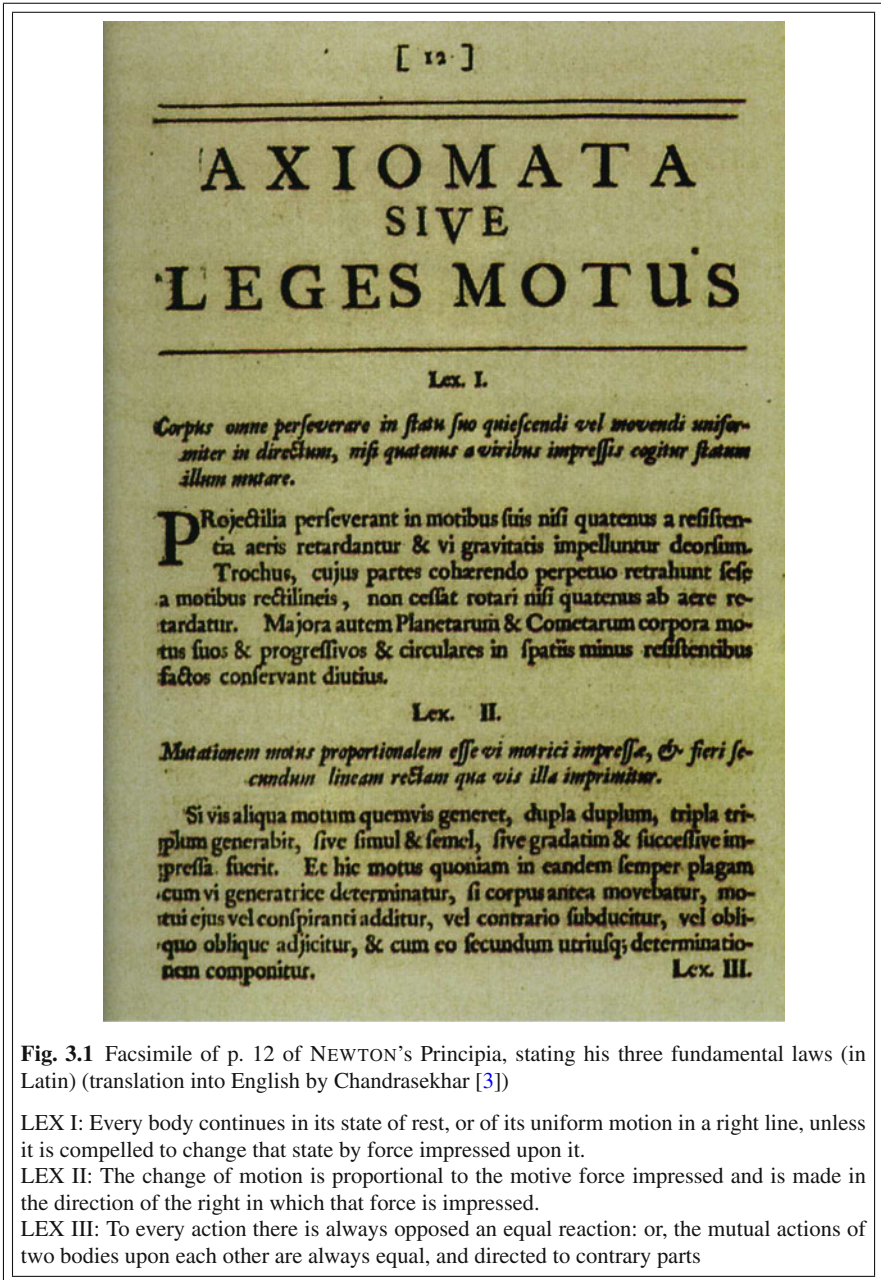 [ 12 ]
AXIOMATA
SIVE
LEGES MOTUS
Lex. I.
Corpus omne perſeverare in ſtatu ſuo quieſcendi vel movendi unifor-
miter in directum, niſi quatenus a viribus impreſſis cogitur ſtatum
illum mutare.
PRojectilia perſeverant in motibus ſuis niſi quatenus a reſiſten-
tia aeris retardantur & vi gravitatis impelluntur deorſum.
Trochus, cujus partes cohærendo perpetuo retrahunt ſeſe
a motibus rectilineis, non ceſſat rotari niſi quatenus ab aere re-
tardatur. Majora autem Planetarum & Cometarum corpora mo-
tus ſuos & progreſſivos & circulares in ſpatiis minus reſiſtentibus
factos conſervant diutius.
Lex. II.
Mutationem motus proportionalem eſſe vi motrici impreſſæ, & fieri ſe-
cundum lineam rectam qua vis illa imprimitur.
Si vis aliqua motum quemvis generet, dupla duplum, tripla tri-
plum generabit, ſive ſimul & ſemel, ſive gradatim & ſucceſſive im-
preſſa fuerit. Et hic motus quoniam in eandem ſemper plagam
cum vi generatrice determinatur, ſi corpus antea movebatur, mo-
tui ejus vel conſpiranti additur, vel contrario ſubducitur, vel obli-
quo oblique adjicitur, & cum eo ſecundum utriuſq; determinatio-
nem componitur. Lex. III.
Fig. 3.1 Facsimile of p. 12 of NEWTON's Principia, stating his three fundamental laws (in
Latin) (translation into English by Chandrasekhar [3])
LEX I: Every body continues in its state of rest, or of its uniform motion in a right line, unless
it is compelled to change that state by force impressed upon it.
LEX II: The change of motion is proportional to the motive force impressed and is made in
the direction of the right in which that force is impressed.
LEX III: To every action there is always opposed an equal reaction: or, the mutual actions of
two bodies upon each other are always equal, and directed to contrary parts